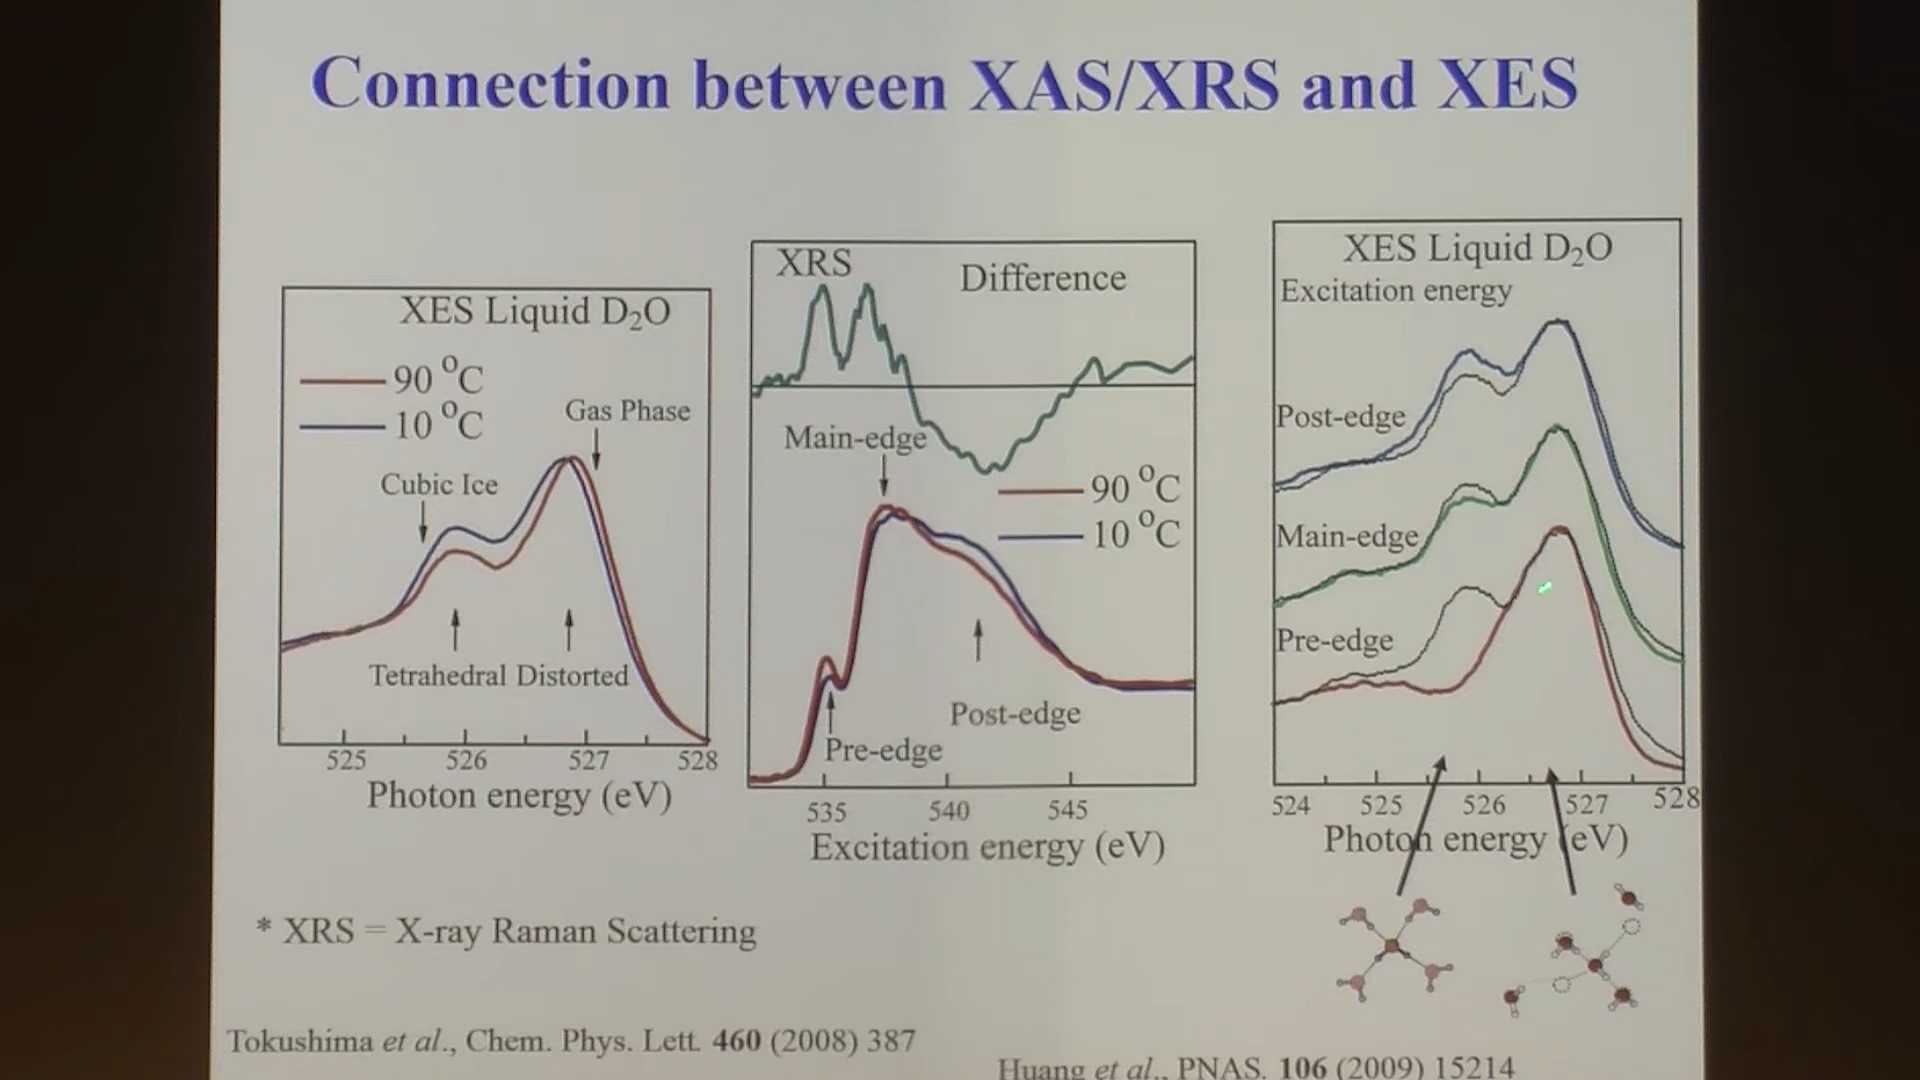 Connection between XAS/XRS and XES
XES Liquid D₂O
90 °C
10 °C
Gas Phase
Cubic Ice
Tetrahedral Distorted
525 526 527 528
Photon energy (eV)
XRS
Difference
Main-edge
90 °C
10 °C
Post-edge
Pre-edge
535 540 545
Excitation energy (eV)
XES Liquid D₂O
Excitation energy
Post-edge
Main-edge
Pre-edge
524 525 526 527 528
Photon energy (eV)
* XRS = X-ray Raman Scattering
Tokushima et al., Chem. Phys. Lett. 460 (2008) 387
Huang et al., PNAS. 106 (2009) 15214